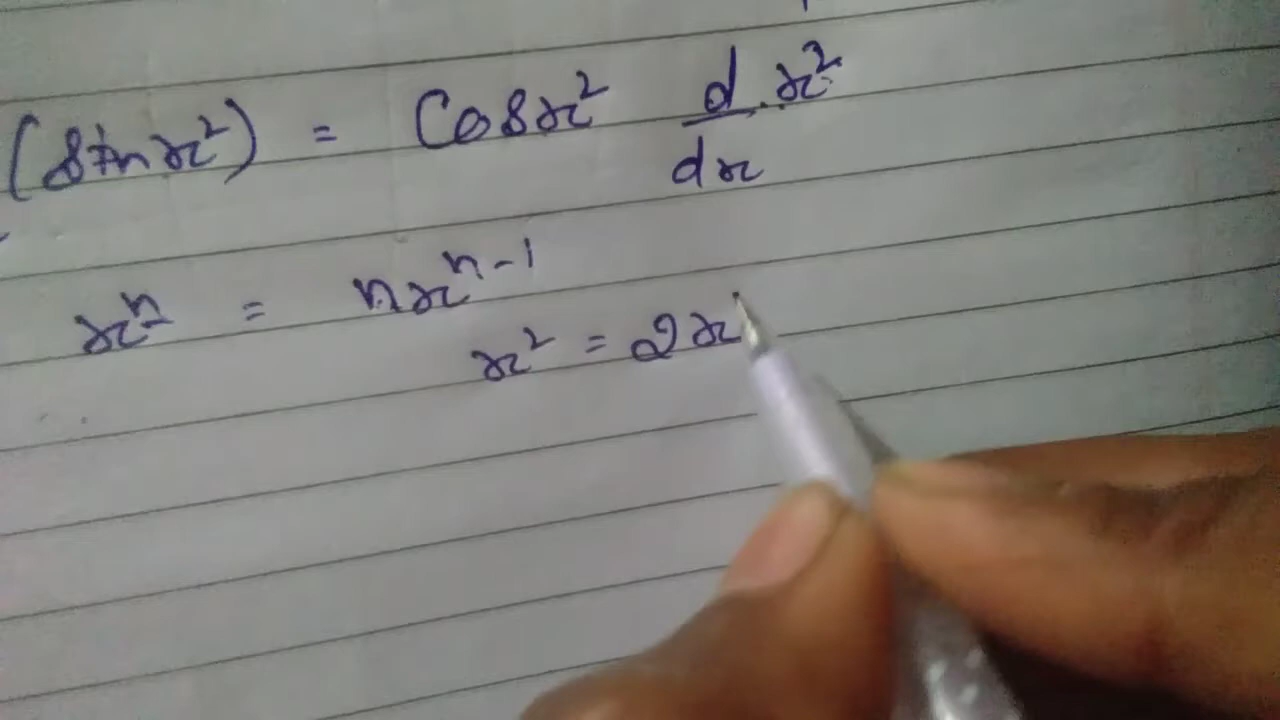 (sin x²) = Cos x² d/dx . x²
xⁿ = nxⁿ⁻¹
x² = 2x